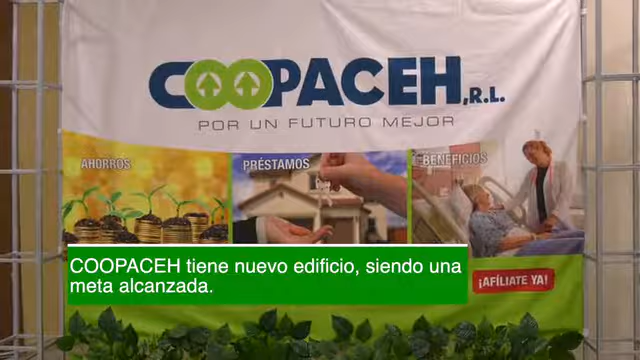 COOPACEH,R.L.
POR UN FUTURO MEJOR
AHORROS
PRÉSTAMOS
BENEFICIOS
COOPACEH tiene nuevo edificio, siendo una
meta alcanzada.
¡AFÍLIATE YA!